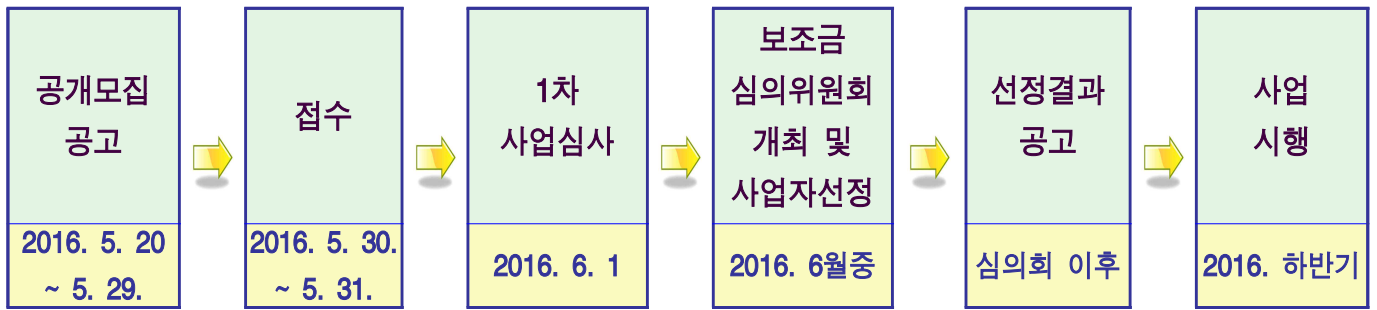 공개모집
공고
2016. 5. 20
~ 5. 29.
접수
2016. 5. 30.
~ 5. 31.
1차
사업심사
2016. 6. 1
보조금
심의위원회
개최 및
사업자선정
2016. 6월중
선정결과
공고
심의회 이후
사업
시행
2016. 하반기